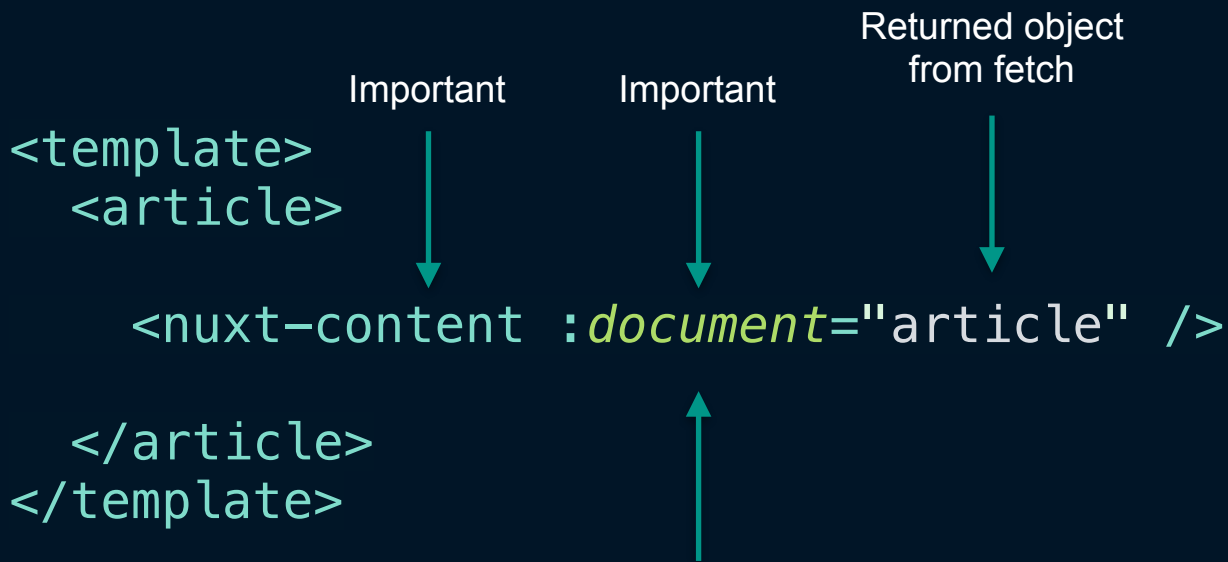 Returned object
from fetch
Important Important
<template>
<article>
<nuxt-content :document="article" />
</article>
</template>